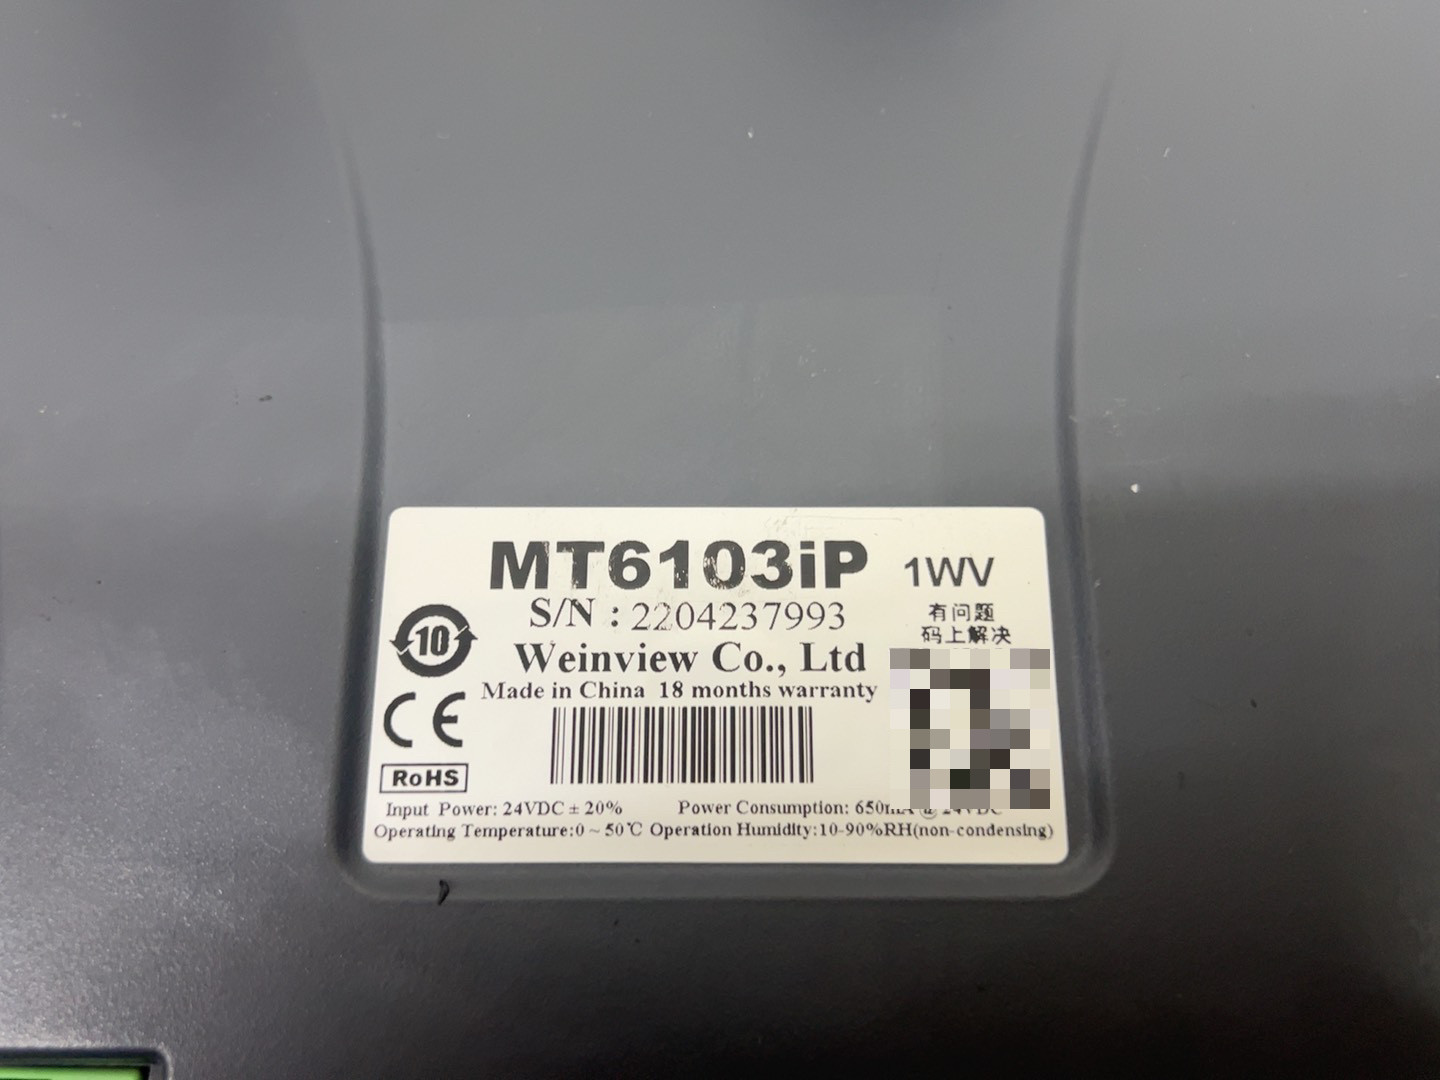 MT6103iP 1WV
S/N : 2204237993
有问题
码上解决
10
Weinview Co., Ltd
Made in China 18 months warranty
CE
RoHS
Input Power: 24VDC ± 20% Power Consumption: 650mA @ 24VDC
Operating Temperature:0 ~ 50℃ Operation Humidity:10-90%RH(non-condensing)